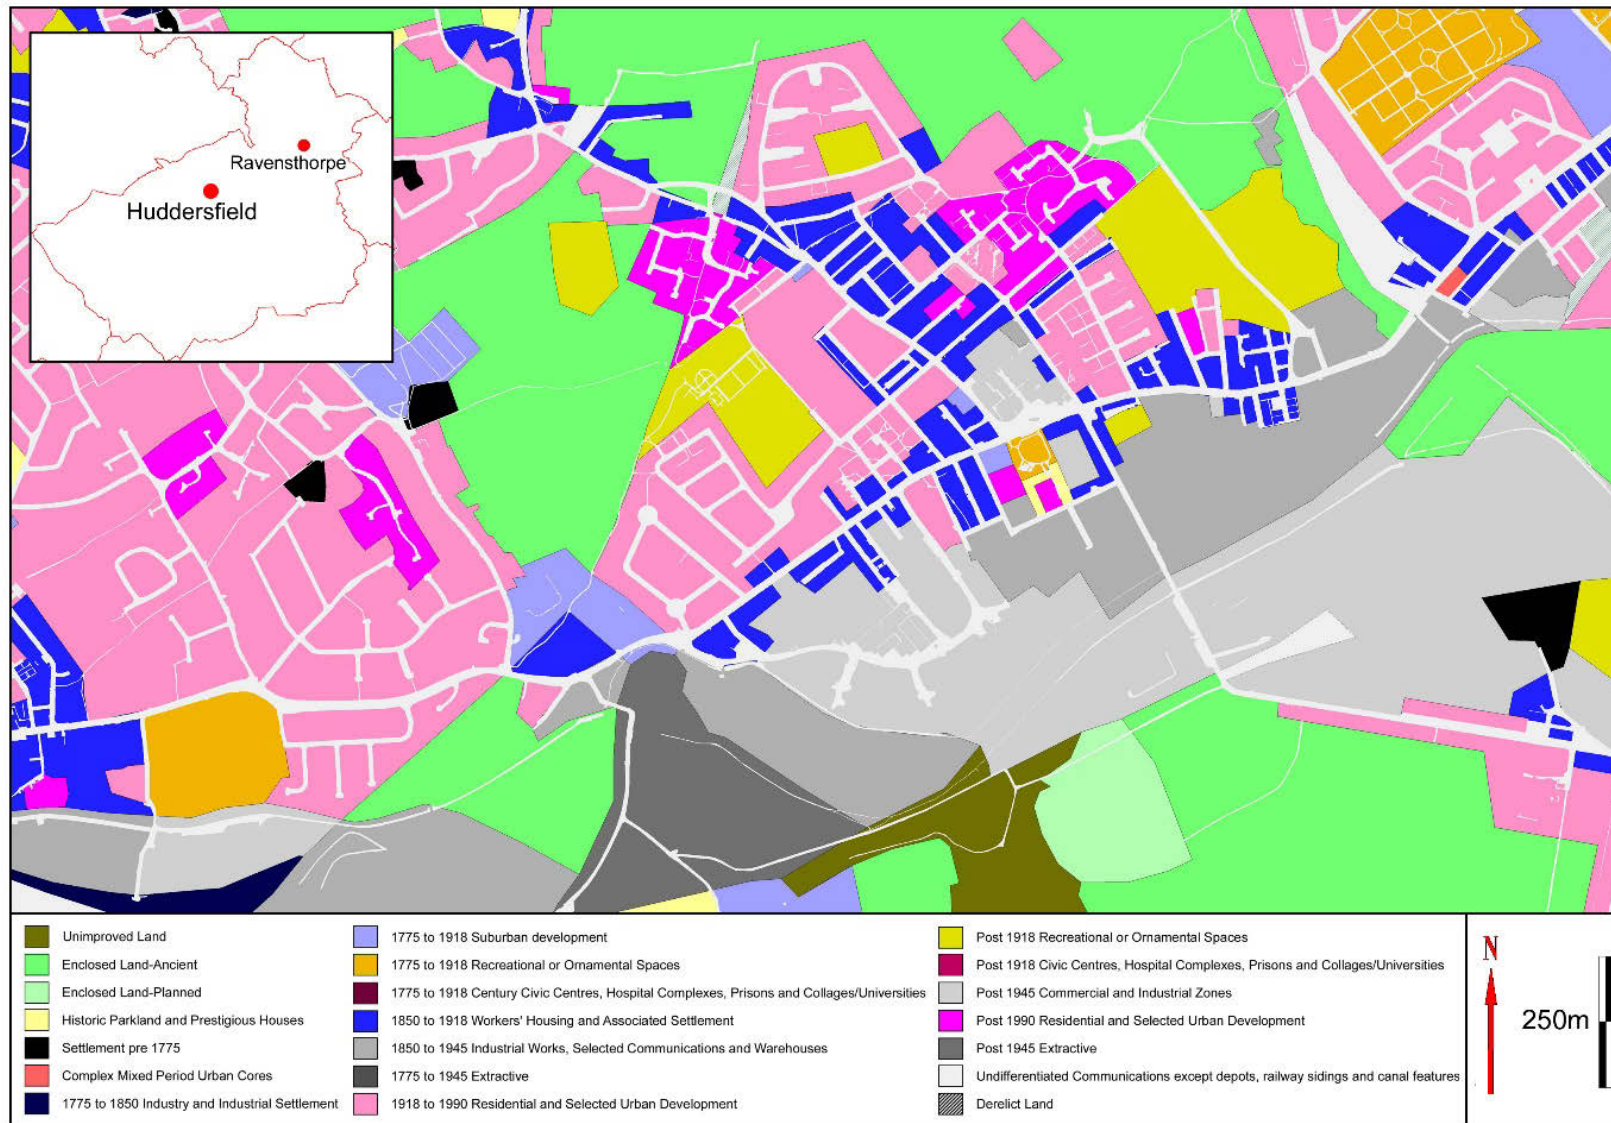 Ravensthorpe
Huddersfield
Unimproved Land
Enclosed Land-Ancient
Enclosed Land-Planned
Historic Parkland and Prestigious Houses
Settlement pre 1775
Complex Mixed Period Urban Cores
1775 to 1850 Industry and Industrial Settlement
1775 to 1918 Suburban development
1775 to 1918 Recreational or Ornamental Spaces
1775 to 1918 Century Civic Centres, Hospital Complexes, Prisons and Collages/Universities
1850 to 1918 Workers' Housing and Associated Settlement
1850 to 1945 Industrial Works, Selected Communications and Warehouses
1775 to 1945 Extractive
1918 to 1990 Residential and Selected Urban Development
Post 1918 Recreational or Ornamental Spaces
Post 1918 Civic Centres, Hospital Complexes, Prisons and Collages/Universities
Post 1945 Commercial and Industrial Zones
Post 1990 Residential and Selected Urban Development
Post 1945 Extractive
Undifferentiated Communications except depots, railway sidings and canal features
Derelict Land
N
250m